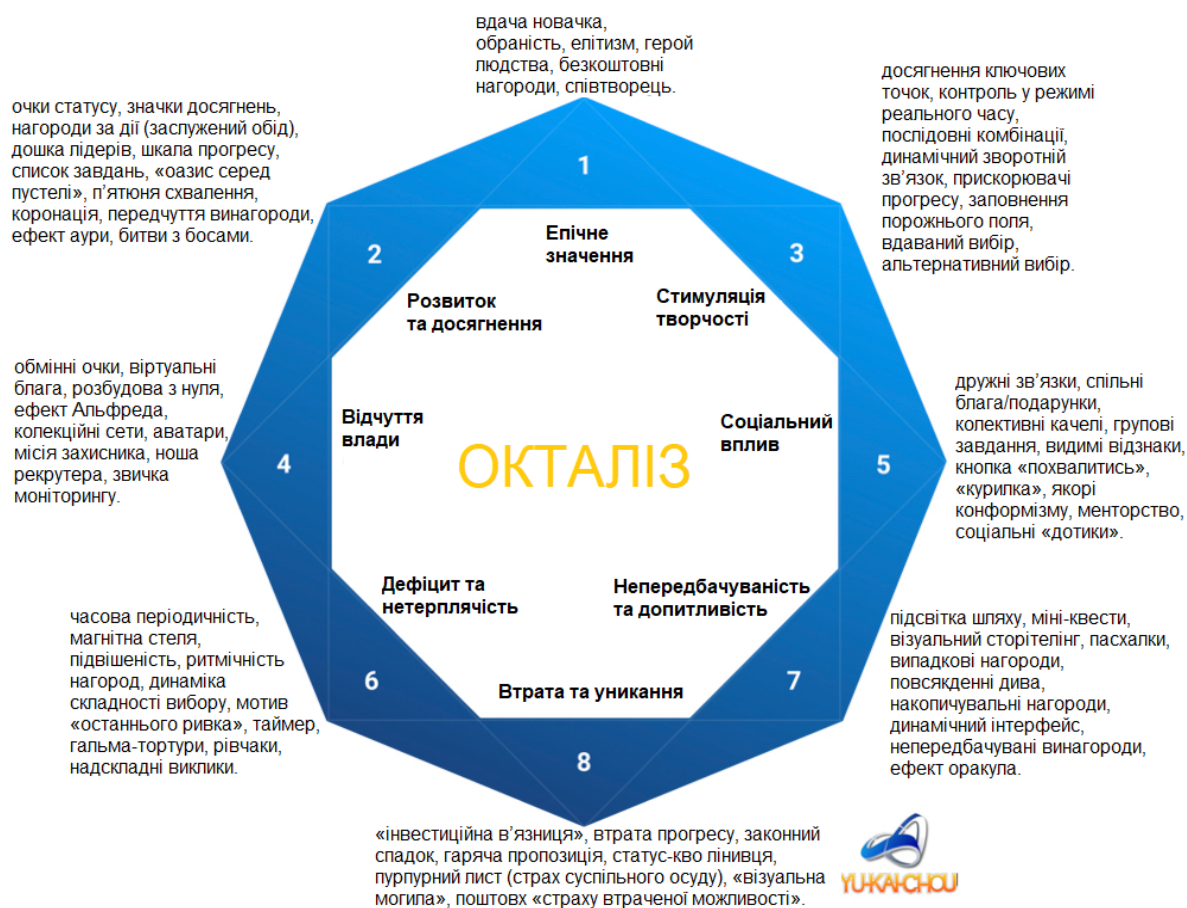 вдача новачка,
обраність, елітизм, герой
людства, безкоштовні
нагороди, співтворець.
очки статусу, значки досягнень,
нагороди за дії (заслужений обід),
дошка лідерів, шкала прогресу,
список завдань, «оазис серед
пустелі», п’ятюня схвалення,
коронація, передчуття винагороди,
ефект аури, битви з босами.
досягнення ключових
точок, контроль у режимі
реального часу,
послідовні комбінації,
динамічний зворотній
зв’язок, прискорювачі
прогресу, заповнення
порожнього поля,
вдаваний вибір,
альтернативний вибір.
1
Епічне
значення
2
Розвиток
та досягнення
3
Стимуляція
творчості
обмінні очки, віртуальні
блага, розбудова з нуля,
ефект Альфреда,
колекційні сети, аватари,
місія захисника, ноша
рекрутера, звичка
моніторингу.
4
Відчуття
влади
ОКТАЛІЗ
Соціальний
вплив
5
дружні зв’язки, спільні
блага/подарунки,
колективні качелі, групові
завдання, видимі відзнаки,
кнопка «похвалитись»,
«курилка», якорі
конформізму, менторство,
соціальні «дотики».
часова періодичність,
магнітна стеля,
підвішеність, ритмічність
нагород, динаміка
складності вибору, мотив
«останнього ривка», таймер,
гальма-тортури, рівчаки,
надскладні виклики.
6
Дефіцит та
нетерплячість
Непередбачуваність
та допитливість
7
підсвітка шляху, міні-квести,
візуальний сторітелінг, пасхалки,
випадкові нагороди,
повсякденні дива,
накопичувальні нагороди,
динамічний інтерфейс,
непередбачувані винагороди,
ефект оракула.
Втрата та уникання
8
«інвестиційна в’язниця», втрата прогресу, законний
спадок, гаряча пропозиція, статус-кво лінивця,
пурпурний лист (страх суспільного осуду), «візуальна
могила», поштовх «страху втраченої можливості».
YU-KAI CHOU